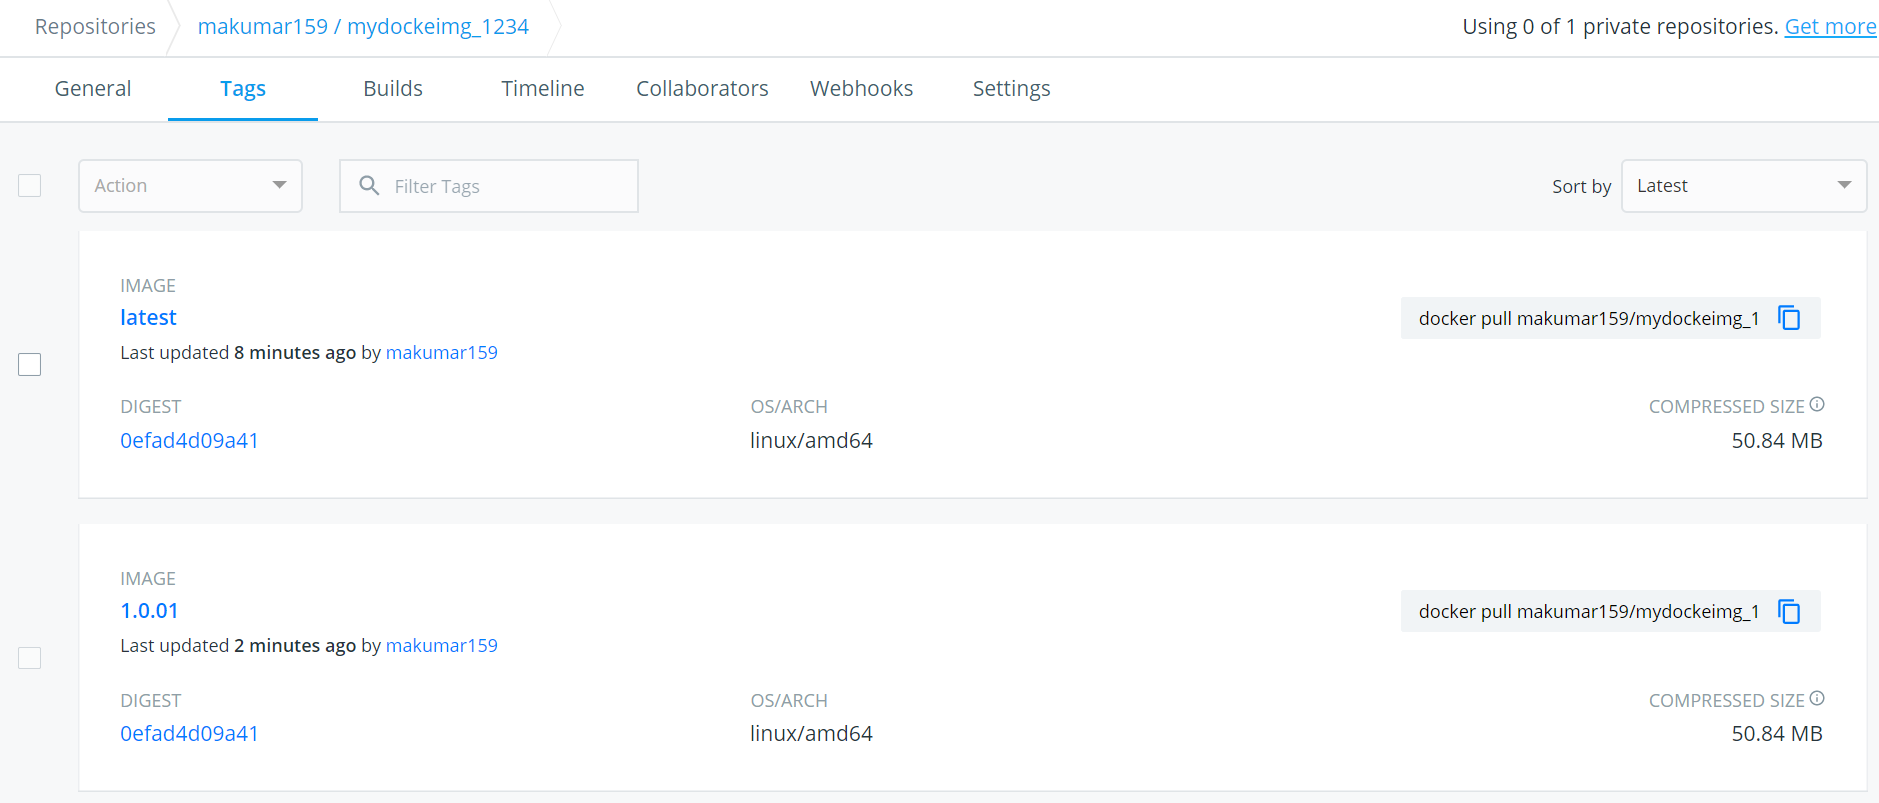 Repositories makumar159 / mydockeimg_1234 Using 0 of 1 private repositories. Get more
General Tags Builds Timeline Collaborators Webhooks Settings
Action Filter Tags Sort by Latest
IMAGE
latest docker pull makumar159/mydockeimg_1
Last updated 8 minutes ago by makumar159
DIGEST OS/ARCH COMPRESSED SIZE
0efad4d09a41 linux/amd64 50.84 MB
IMAGE
1.0.01 docker pull makumar159/mydockeimg_1
Last updated 2 minutes ago by makumar159
DIGEST OS/ARCH COMPRESSED SIZE
0efad4d09a41 linux/amd64 50.84 MB